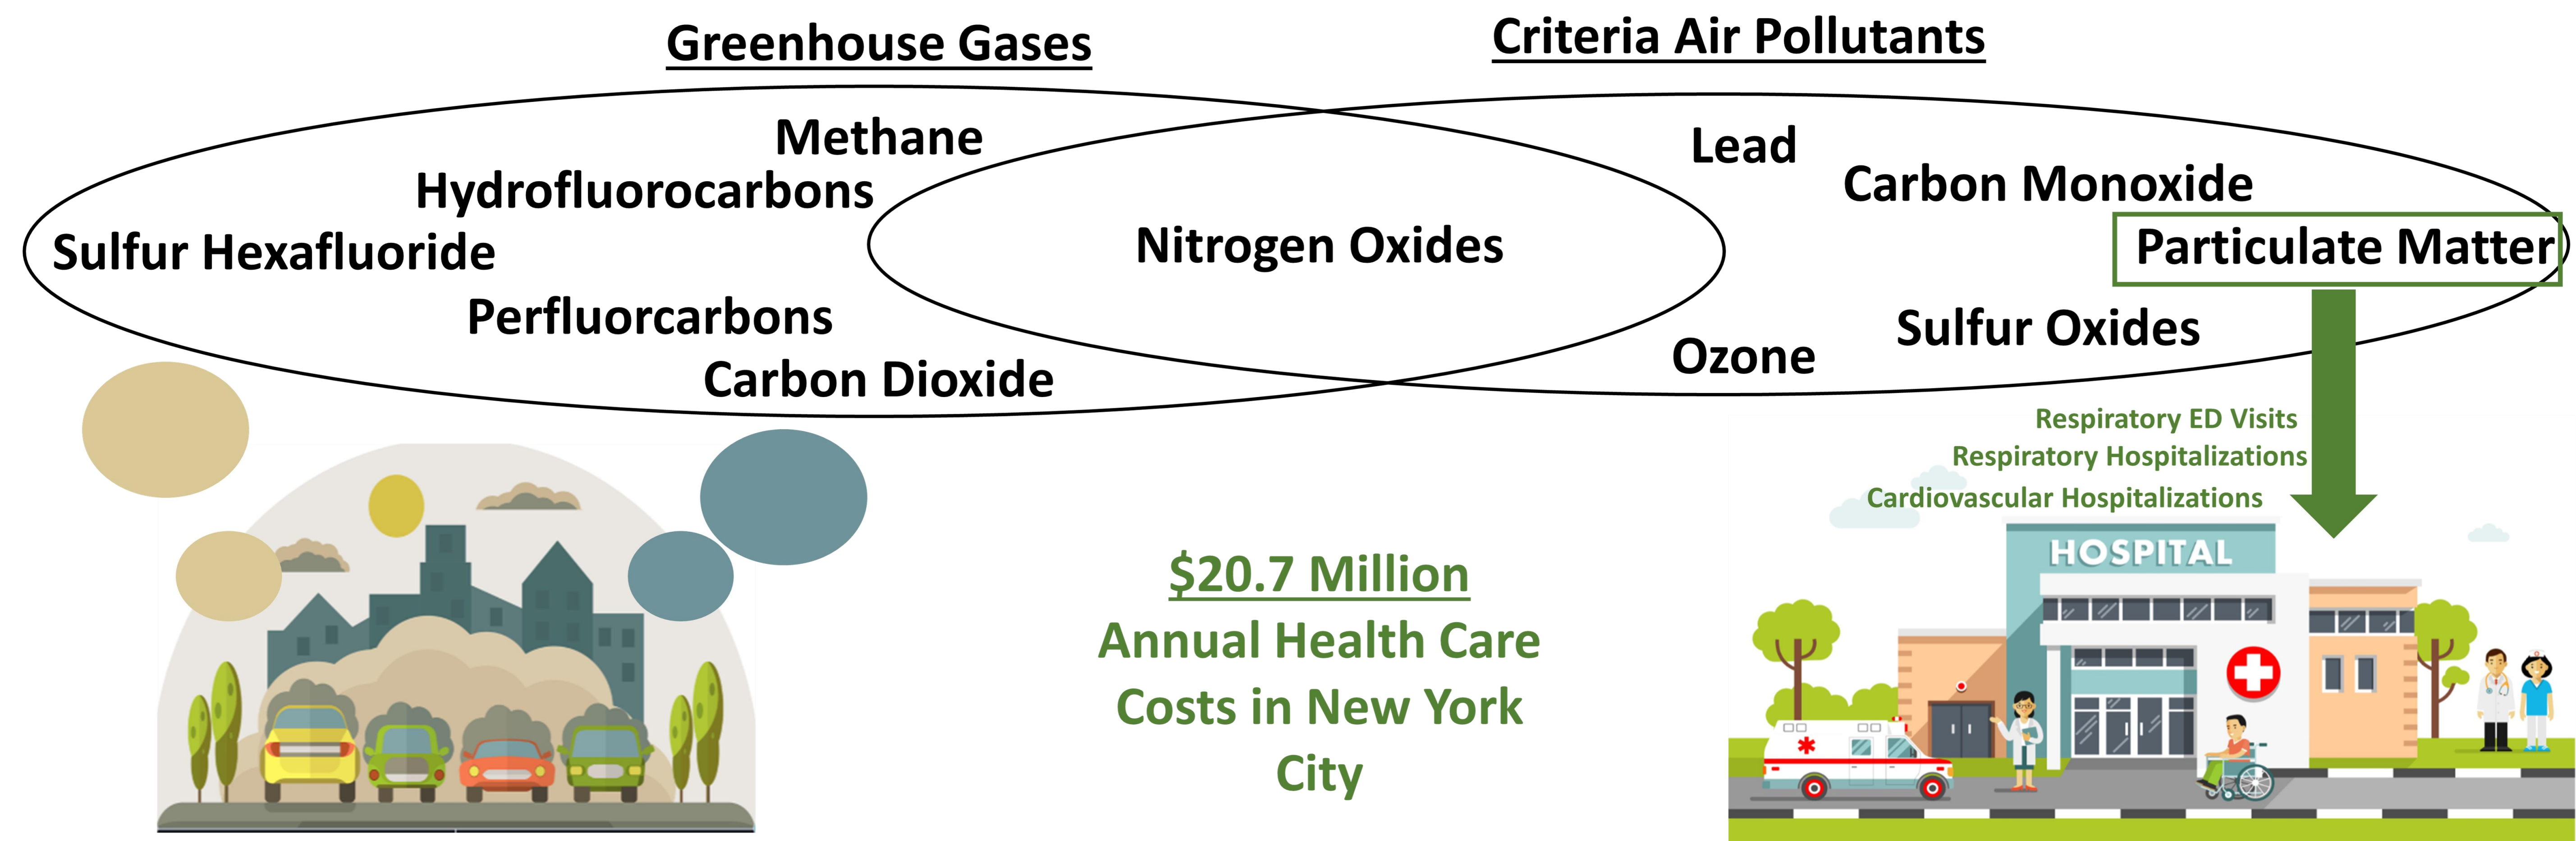 Greenhouse Gases
Criteria Air Pollutants
Methane
Hydrofluorocarbons
Sulfur Hexafluoride
Perfluorcarbons
Carbon Dioxide
Nitrogen Oxides
Lead
Carbon Monoxide
Particulate Matter
Sulfur Oxides
Ozone
Respiratory ED Visits
Respiratory Hospitalizations
Cardiovascular Hospitalizations
$20.7 Million
Annual Health Care
Costs in New York
City
HOSPITAL